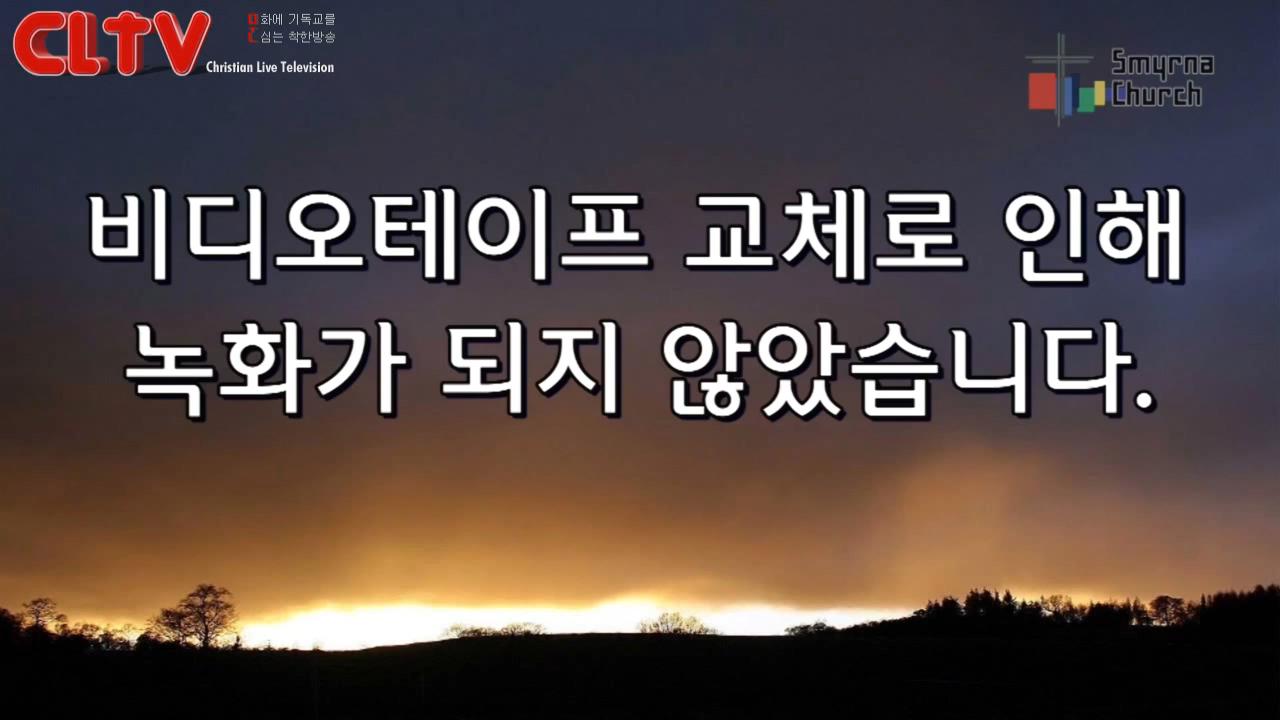 CLTV
화에 기독교를
심는 착한방송
Christian Live Television
Smyrna
Church
비디오테이프 교체로 인해
녹화가 되지 않았습니다.